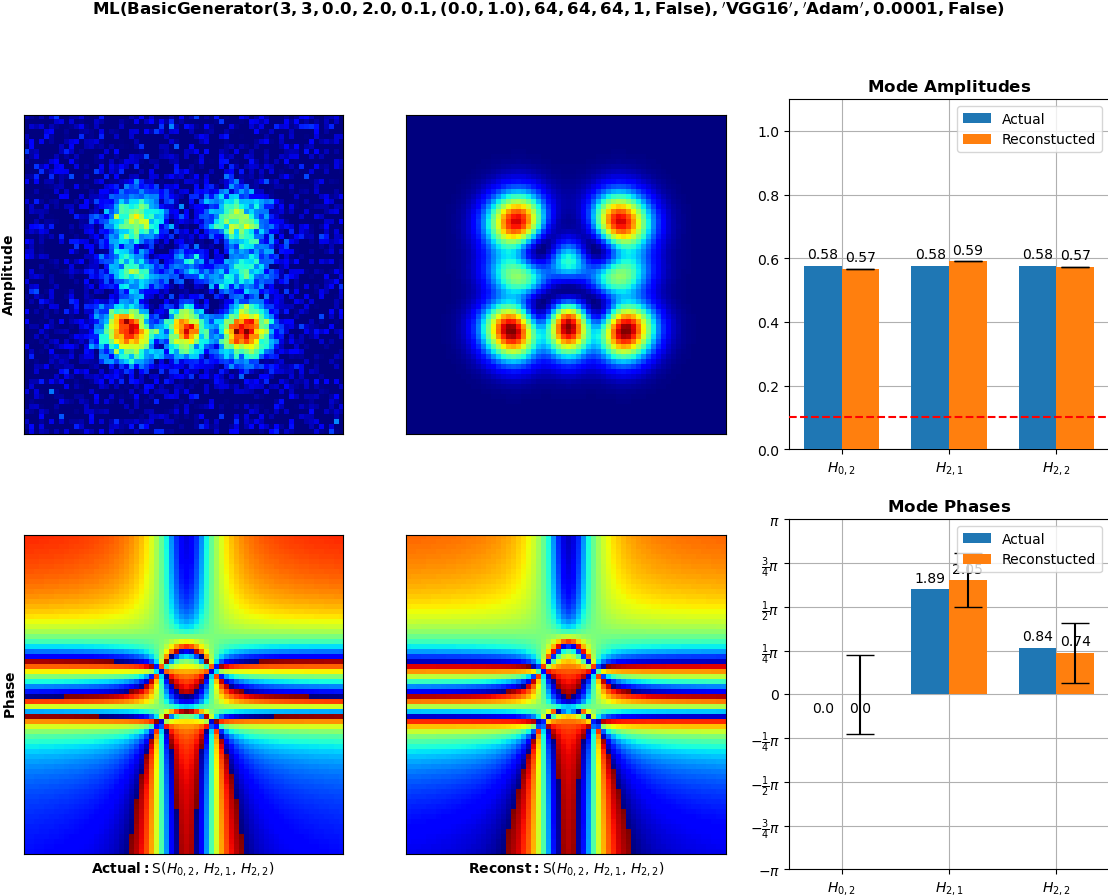 ML(BasicGenerator(3, 3, 0.0, 2.0, 0.1, (0.0, 1.0), 64, 64, 64, 1, False), ′VGG16′, ′Adam′, 0.0001, False)
Amplitude
Mode Amplitudes
Actual
Reconstucted
1.0
0.8
0.6
0.4
0.2
0.0
0.58
0.57
0.58
0.59
0.58
0.57
H0, 2
H2, 1
H2, 2
Phase
Actual: S(H0, 2, H2, 1, H2, 2)
Reconst: S(H0, 2, H2, 1, H2, 2)
Mode Phases
Actual
Reconstucted
π
3/4π
1/2π
1/4π
0
−1/4π
−1/2π
−3/4π
−π
0.0
0.0
1.89
2.05
0.84
0.74
H0, 2
H2, 1
H2, 2